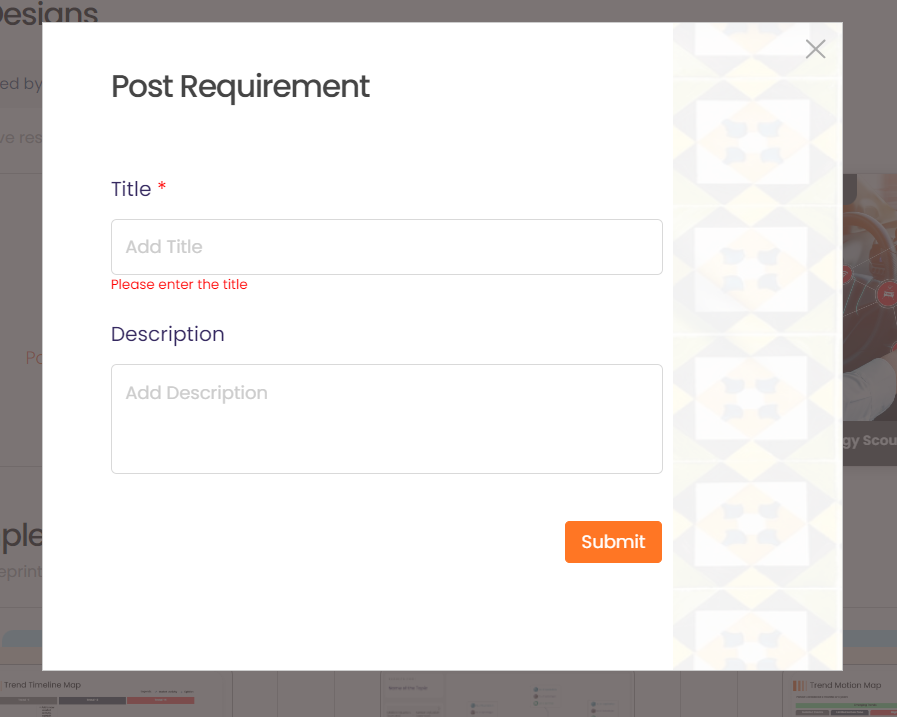 Designs
ed by
ve res
Post Requirement
Title *
Add Title
Please enter the title
Description
Add Description
Submit
Po
gy Scou
ple
eprint
Trend Timeline Map
Trend Motion Map